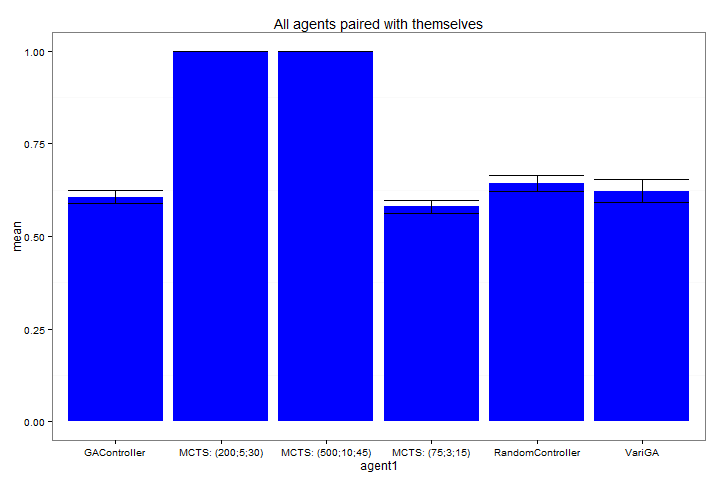 All agents paired with themselves
1.00
0.75
0.50
0.25
0.00
mean
GAController MCTS: (200;5;30) MCTS: (500;10;45) MCTS: (75;3;15) RandomController VariGA
agent1